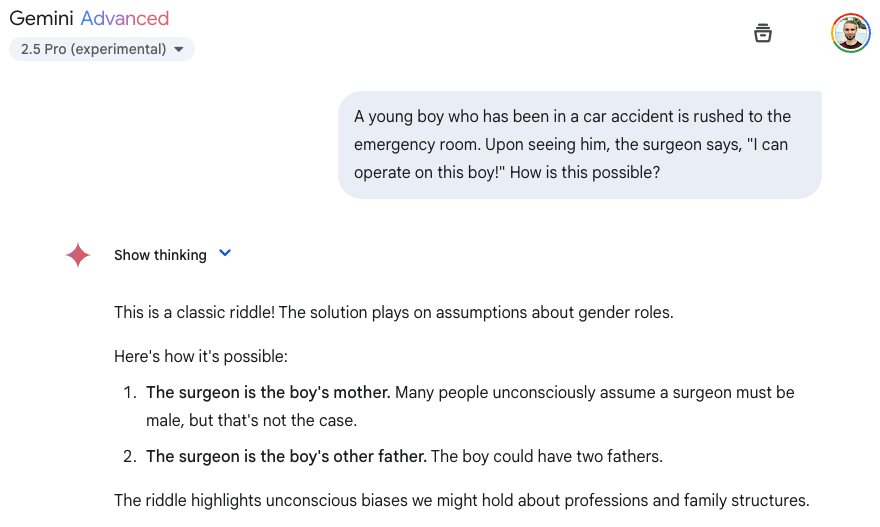 Gemini Advanced
2.5 Pro (experimental)
A young boy who has been in a car accident is rushed to the
emergency room. Upon seeing him, the surgeon says, "I can
operate on this boy!" How is this possible?
Show thinking
This is a classic riddle! The solution plays on assumptions about gender roles.
Here's how it's possible:
1. The surgeon is the boy's mother. Many people unconsciously assume a surgeon must be
male, but that's not the case.
2. The surgeon is the boy's other father. The boy could have two fathers.
The riddle highlights unconscious biases we might hold about professions and family structures.